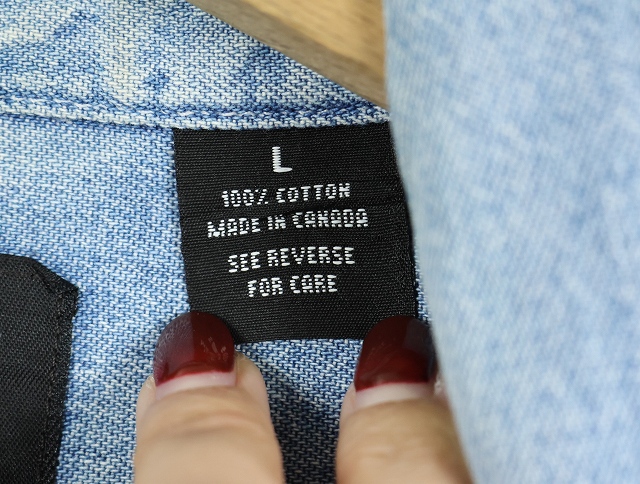 L
100% COTTON
MADE IN CANADA
SEE REVERSE
FOR CARE